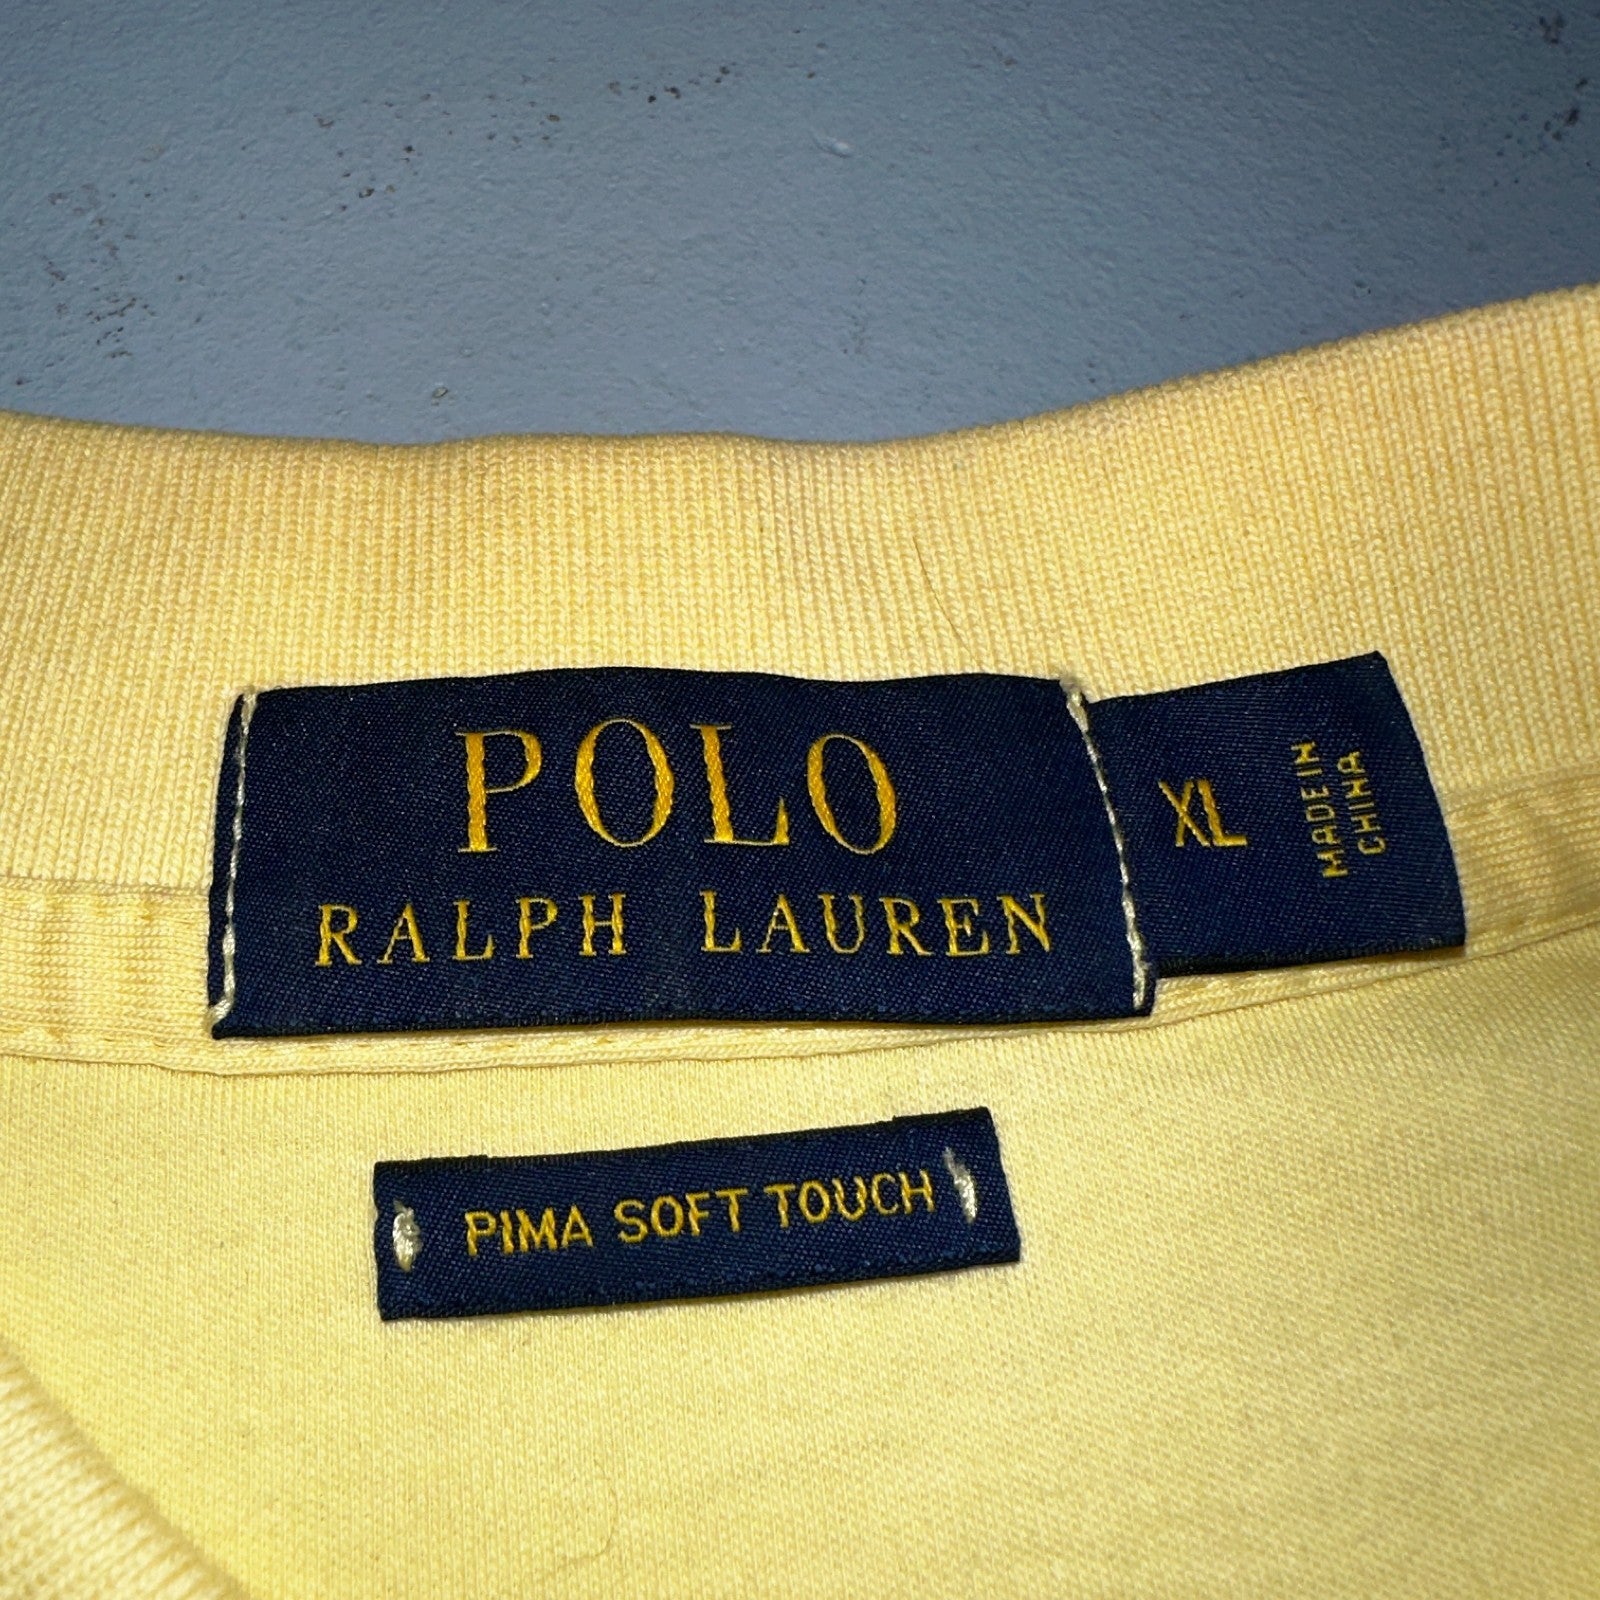 POLO
RALPH LAUREN
XL
MADE IN
CHINA
PIMA SOFT TOUCH